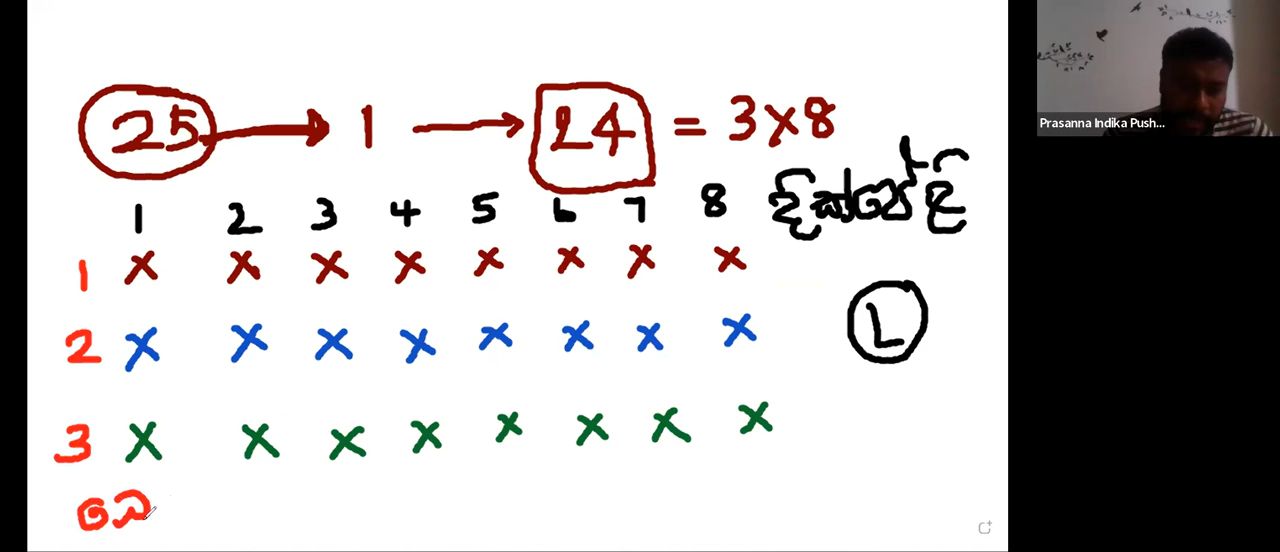 25 → 1 → 24 = 3×8
1 2 3 4 5 6 7 8
1 × × × × × × × ×
2 × × × × × × × ×
3 × × × × × × × ×
L
Prasanna Indika Push...